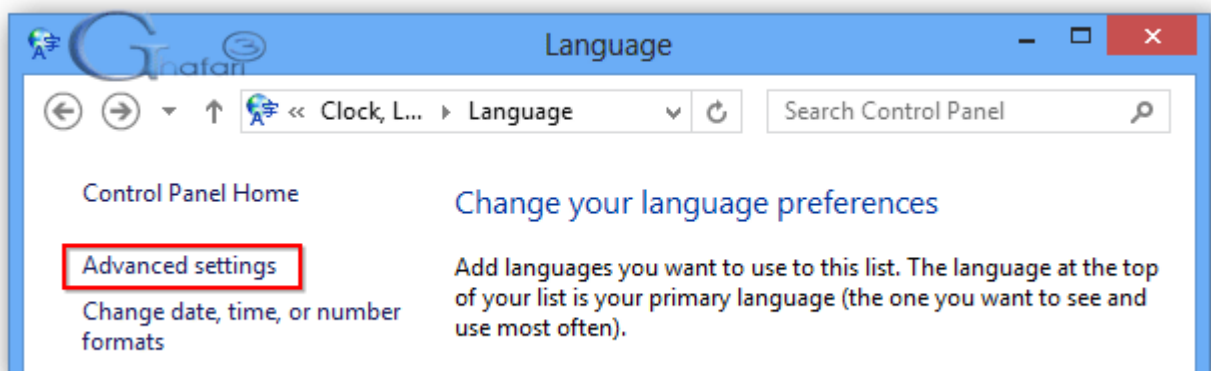 Language
« Clock, L... Language
Search Control Panel
Control Panel Home
Change your language preferences
Advanced settings
Add languages you want to use to this list. The language at the top
of your list is your primary language (the one you want to see and
use most often).
Change date, time, or number
formats